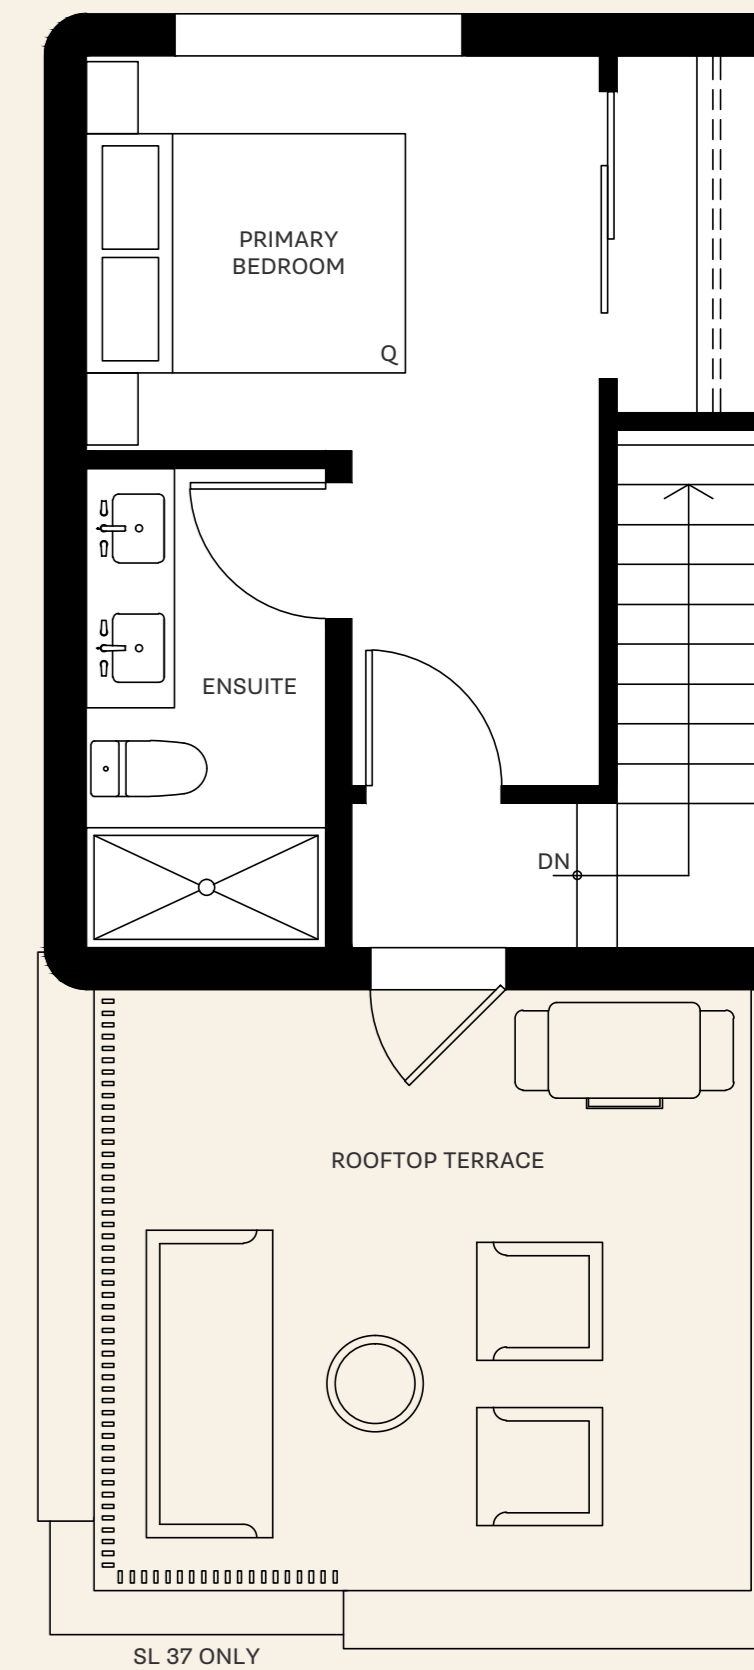 PRIMARY
BEDROOM
Q
ENSUITE
DN
ROOFTOP TERRACE
SL 37 ONLY